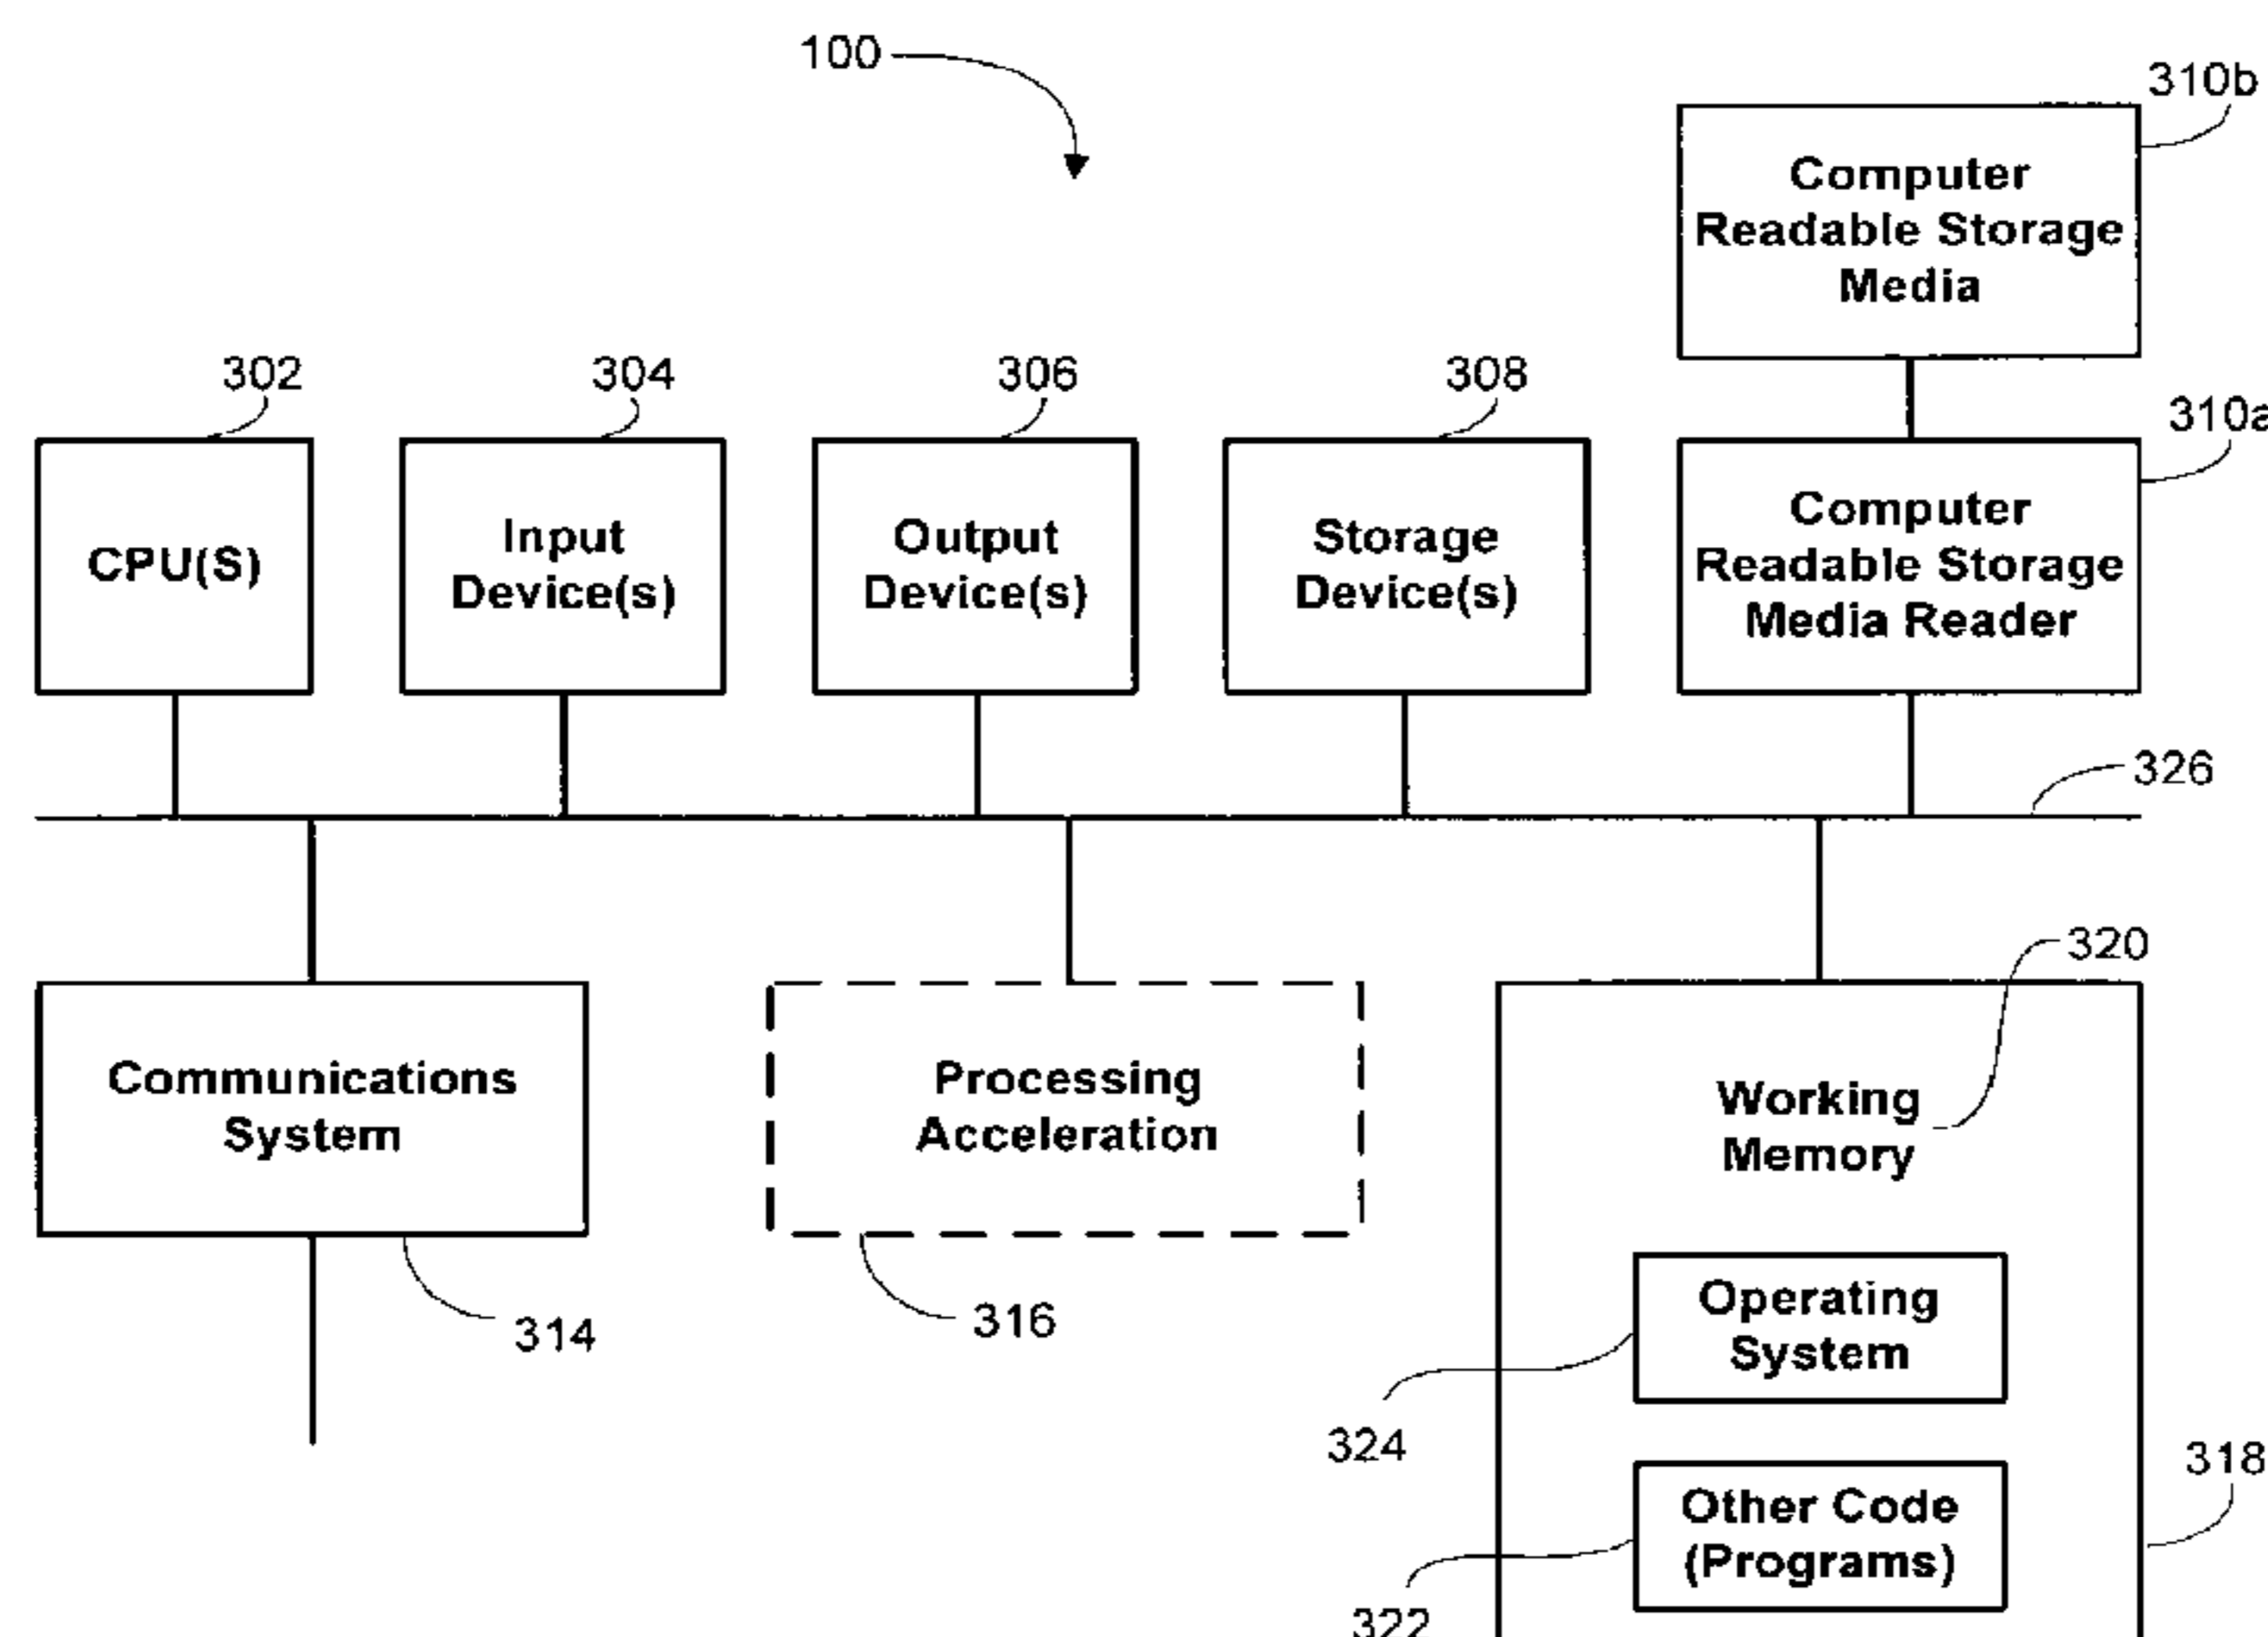 100
310b
Computer
Readable Storage
Media
302
304
306
308
310a
CPU(S)
Input
Device(s)
Output
Device(s)
Storage
Device(s)
Computer
Readable Storage
Media Reader
326
320
Communications
System
Processing
Acceleration
Working
Memory
314
316
Operating
System
324
318
Other Code
(Programs)
322